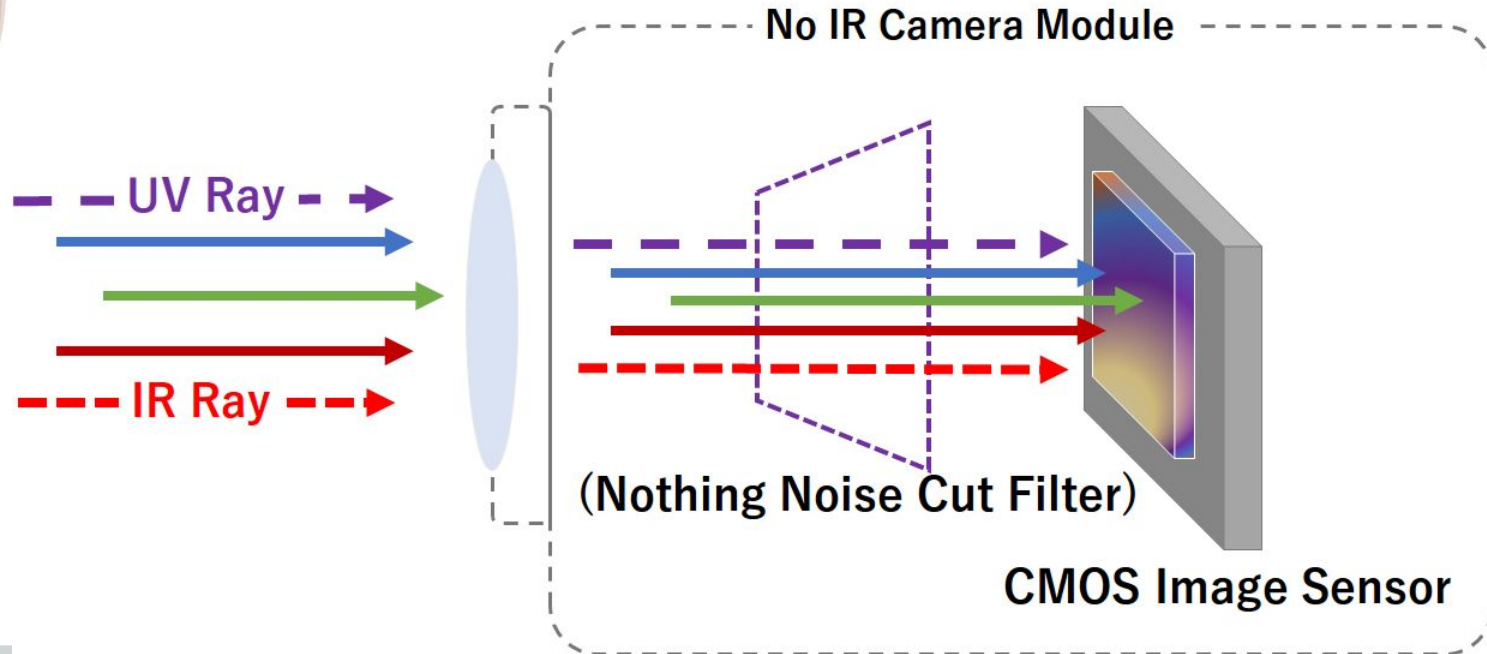 No IR Camera Module
UV Ray
IR Ray
(Nothing Noise Cut Filter)
CMOS Image Sensor